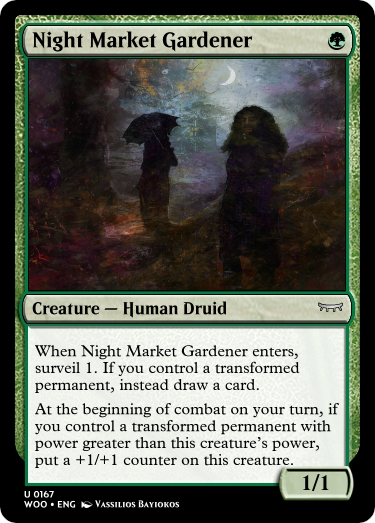 Night Market Gardener
Creature — Human Druid
When Night Market Gardener enters,
surveil 1. If you control a transformed
permanent, instead draw a card.
At the beginning of combat on your turn, if
you control a transformed permanent with
power greater than this creature's power,
put a +1/+1 counter on this creature.
1/1
U 0167
WOO • ENG Vassilios Bayiokos